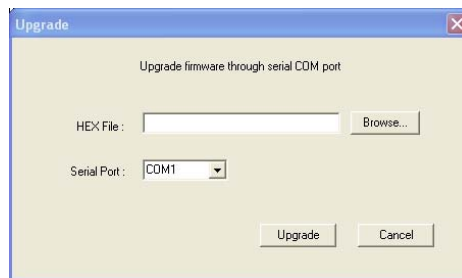 Upgrade
Upgrade firmware through serial COM port
HEX File :
Browse...
Serial Port :
COM1
Upgrade
Cancel